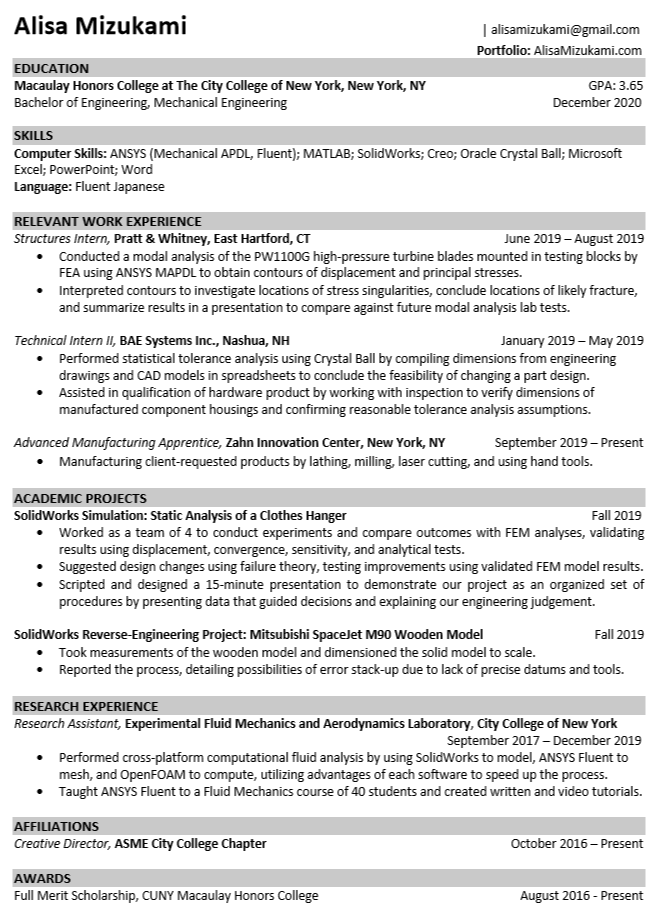 Alisa Mizukami | alisamizukami@gmail.com
Portfolio: AlisaMizukami.com
EDUCATION
Macaulay Honors College at The City College of New York, New York, NY GPA: 3.65
Bachelor of Engineering, Mechanical Engineering December 2020
SKILLS
Computer Skills: ANSYS (Mechanical APDL, Fluent); MATLAB; SolidWorks; Creo; Oracle Crystal Ball; Microsoft
Excel; PowerPoint; Word
Language: Fluent Japanese
RELEVANT WORK EXPERIENCE
Structures Intern, Pratt & Whitney, East Hartford, CT June 2019 – August 2019
• Conducted a modal analysis of the PW1100G high-pressure turbine blades mounted in testing blocks by
FEA using ANSYS MAPDL to obtain contours of displacement and principal stresses.
• Interpreted contours to investigate locations of stress singularities, conclude locations of likely fracture,
and summarize results in a presentation to compare against future modal analysis lab tests.
Technical Intern II, BAE Systems Inc., Nashua, NH January 2019 – May 2019
• Performed statistical tolerance analysis using Crystal Ball by compiling dimensions from engineering
drawings and CAD models in spreadsheets to conclude the feasibility of changing a part design.
• Assisted in qualification of hardware product by working with inspection to verify dimensions of
manufactured component housings and confirming reasonable tolerance analysis assumptions.
Advanced Manufacturing Apprentice, Zahn Innovation Center, New York, NY September 2019 – Present
• Manufacturing client-requested products by lathing, milling, laser cutting, and using hand tools.
ACADEMIC PROJECTS
SolidWorks Simulation: Static Analysis of a Clothes Hanger Fall 2019
• Worked as a team of 4 to conduct experiments and compare outcomes with FEM analyses, validating
results using displacement, convergence, sensitivity, and analytical tests.
• Suggested design changes using failure theory, testing improvements using validated FEM model results.
• Scripted and designed a 15-minute presentation to demonstrate our project as an organized set of
procedures by presenting data that guided decisions and explaining our engineering judgement.
SolidWorks Reverse-Engineering Project: Mitsubishi SpaceJet M90 Wooden Model Fall 2019
• Took measurements of the wooden model and dimensioned the solid model to scale.
• Reported the process, detailing possibilities of error stack-up due to lack of precise datums and tools.
RESEARCH EXPERIENCE
Research Assistant, Experimental Fluid Mechanics and Aerodynamics Laboratory, City College of New York
September 2017 – December 2019
• Performed cross-platform computational fluid analysis by using SolidWorks to model, ANSYS Fluent to
mesh, and OpenFOAM to compute, utilizing advantages of each software to speed up the process.
• Taught ANSYS Fluent to a Fluid Mechanics course of 40 students and created written and video tutorials.
AFFILIATIONS
Creative Director, ASME City College Chapter October 2016 – Present
AWARDS
Full Merit Scholarship, CUNY Macaulay Honors College August 2016 - Present